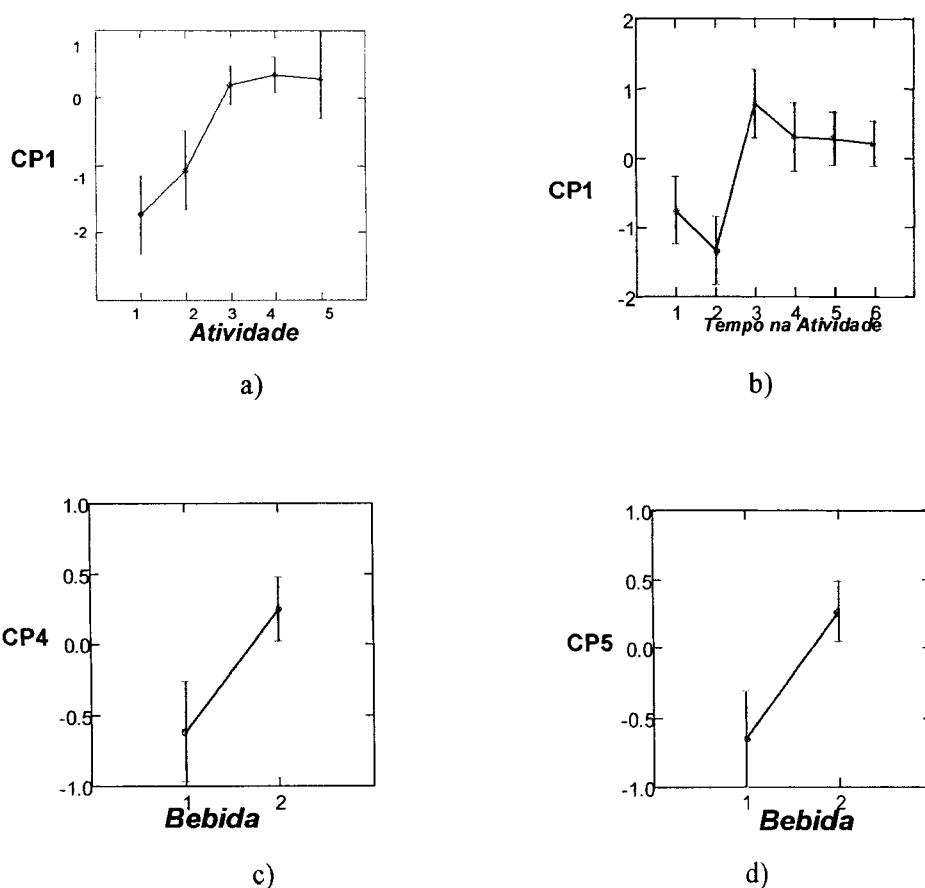 1
0
-1
-2
CP1
1 2 3 4 5
Atividade
a)
2
1
0
-1
-2
CP1
1 2 3 4 5 6
Tempo na Atividade
b)
1.0
0.5
0.0
-0.5
-1.0
CP4
1 2
Bebida
c)
1.0
0.5
0.0
-0.5
-1.0
CP5
1 2
Bebida
d)